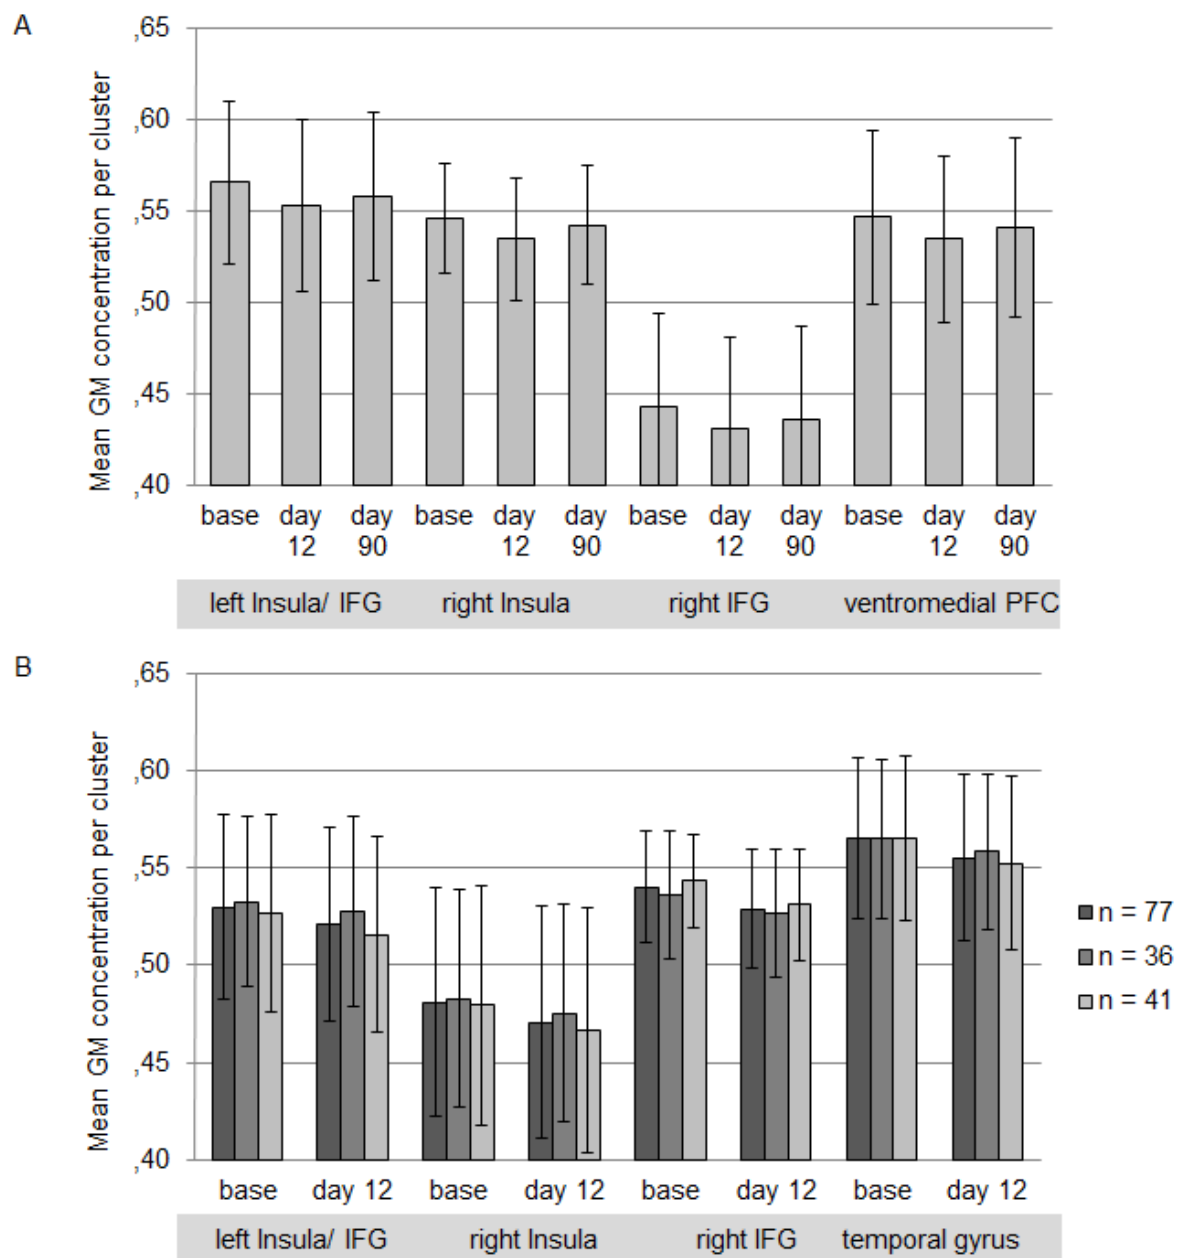 A
Mean GM concentration per cluster
,65
,60
,55
,50
,45
,40
base day 12 day 90 base day 12 day 90 base day 12 day 90 base day 12 day 90
left Insula/ IFG right Insula right IFG ventromedial PFC
B
Mean GM concentration per cluster
,65
,60
,55
,50
,45
,40
n = 77
n = 36
n = 41
base day 12 base day 12 base day 12 base day 12
left Insula/ IFG right Insula right IFG temporal gyrus